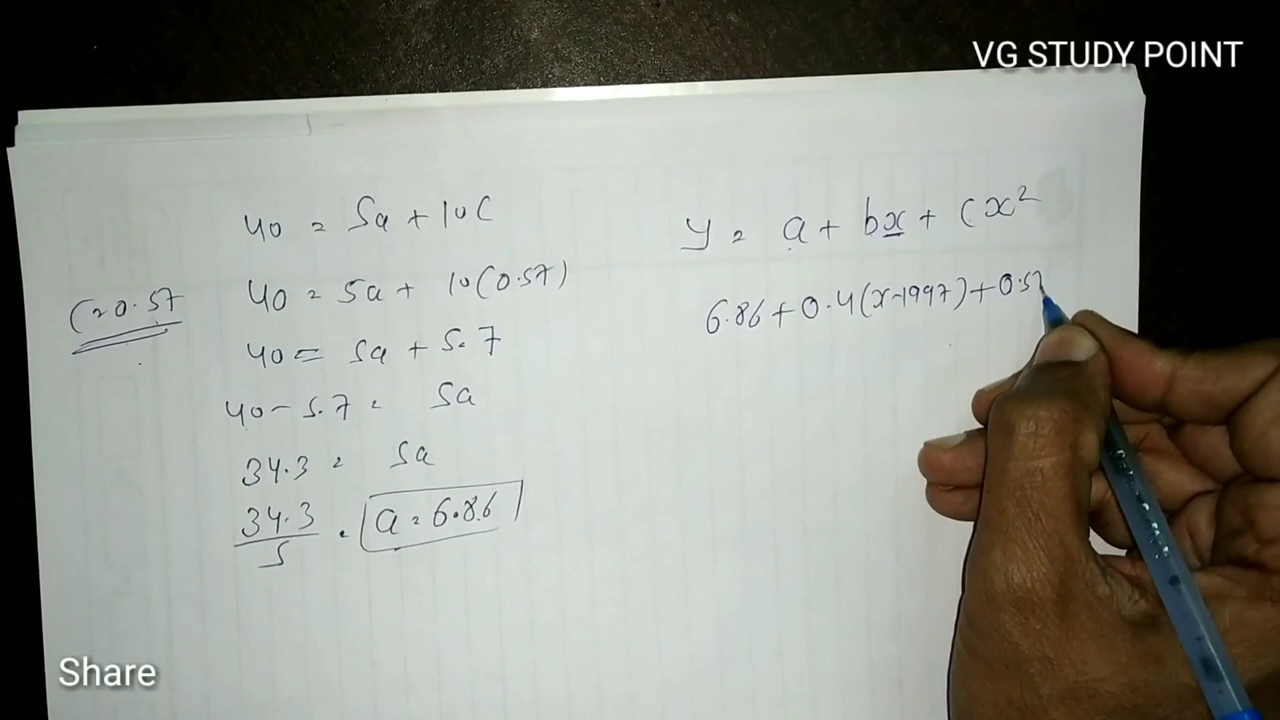 VG STUDY POINT
40 = 5a + 10C
C = 0.57
40 = 5a + 10(0.57)
40 = 5a + 5.7
40 - 5.7 = 5a
34.3 = 5a
34.3
5
a = 6.86
y = a + bx + Cx²
6.86 + 0.4(x-1997) + 0.57
Share